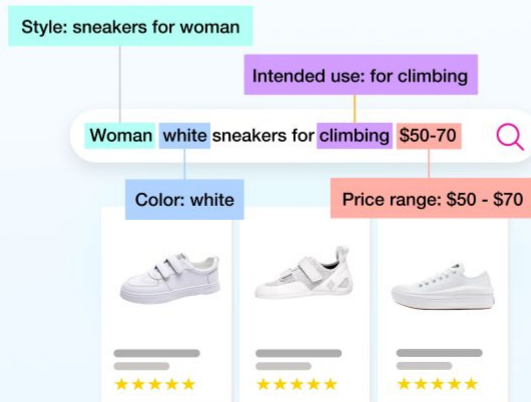 Style: sneakers for woman
Intended use: for climbing
Woman white sneakers for climbing $50-70
Color: white
Price range: $50 - $70